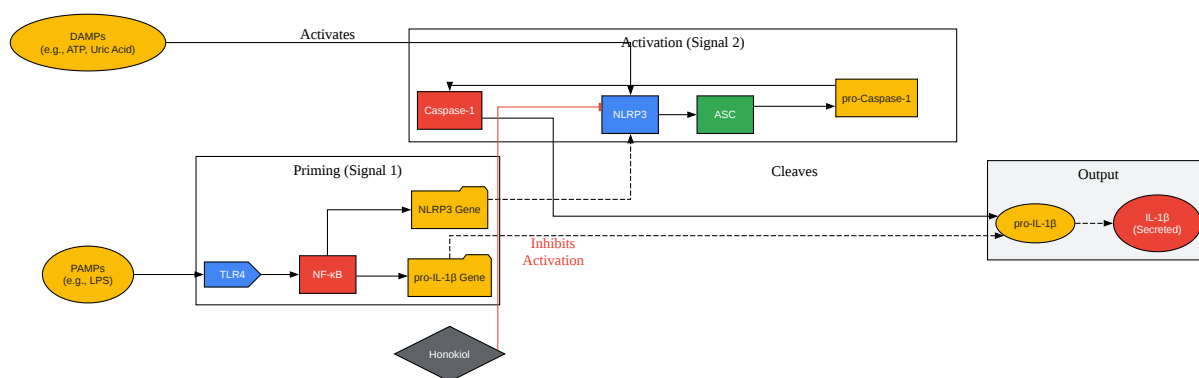 DAMPs
(e.g., ATP, Uric Acid)
Activates
Activation (Signal 2)
Caspase-1
NLRP3
ASC
pro-Caspase-1
Priming (Signal 1)
Cleaves
Output
NLRP3 Gene
pro-IL-1β
IL-1β
(Secreted)
Inhibits
Activation
PAMPs
(e.g., LPS)
TLR4
NF-κB
pro-IL-1β Gene
Honokiol